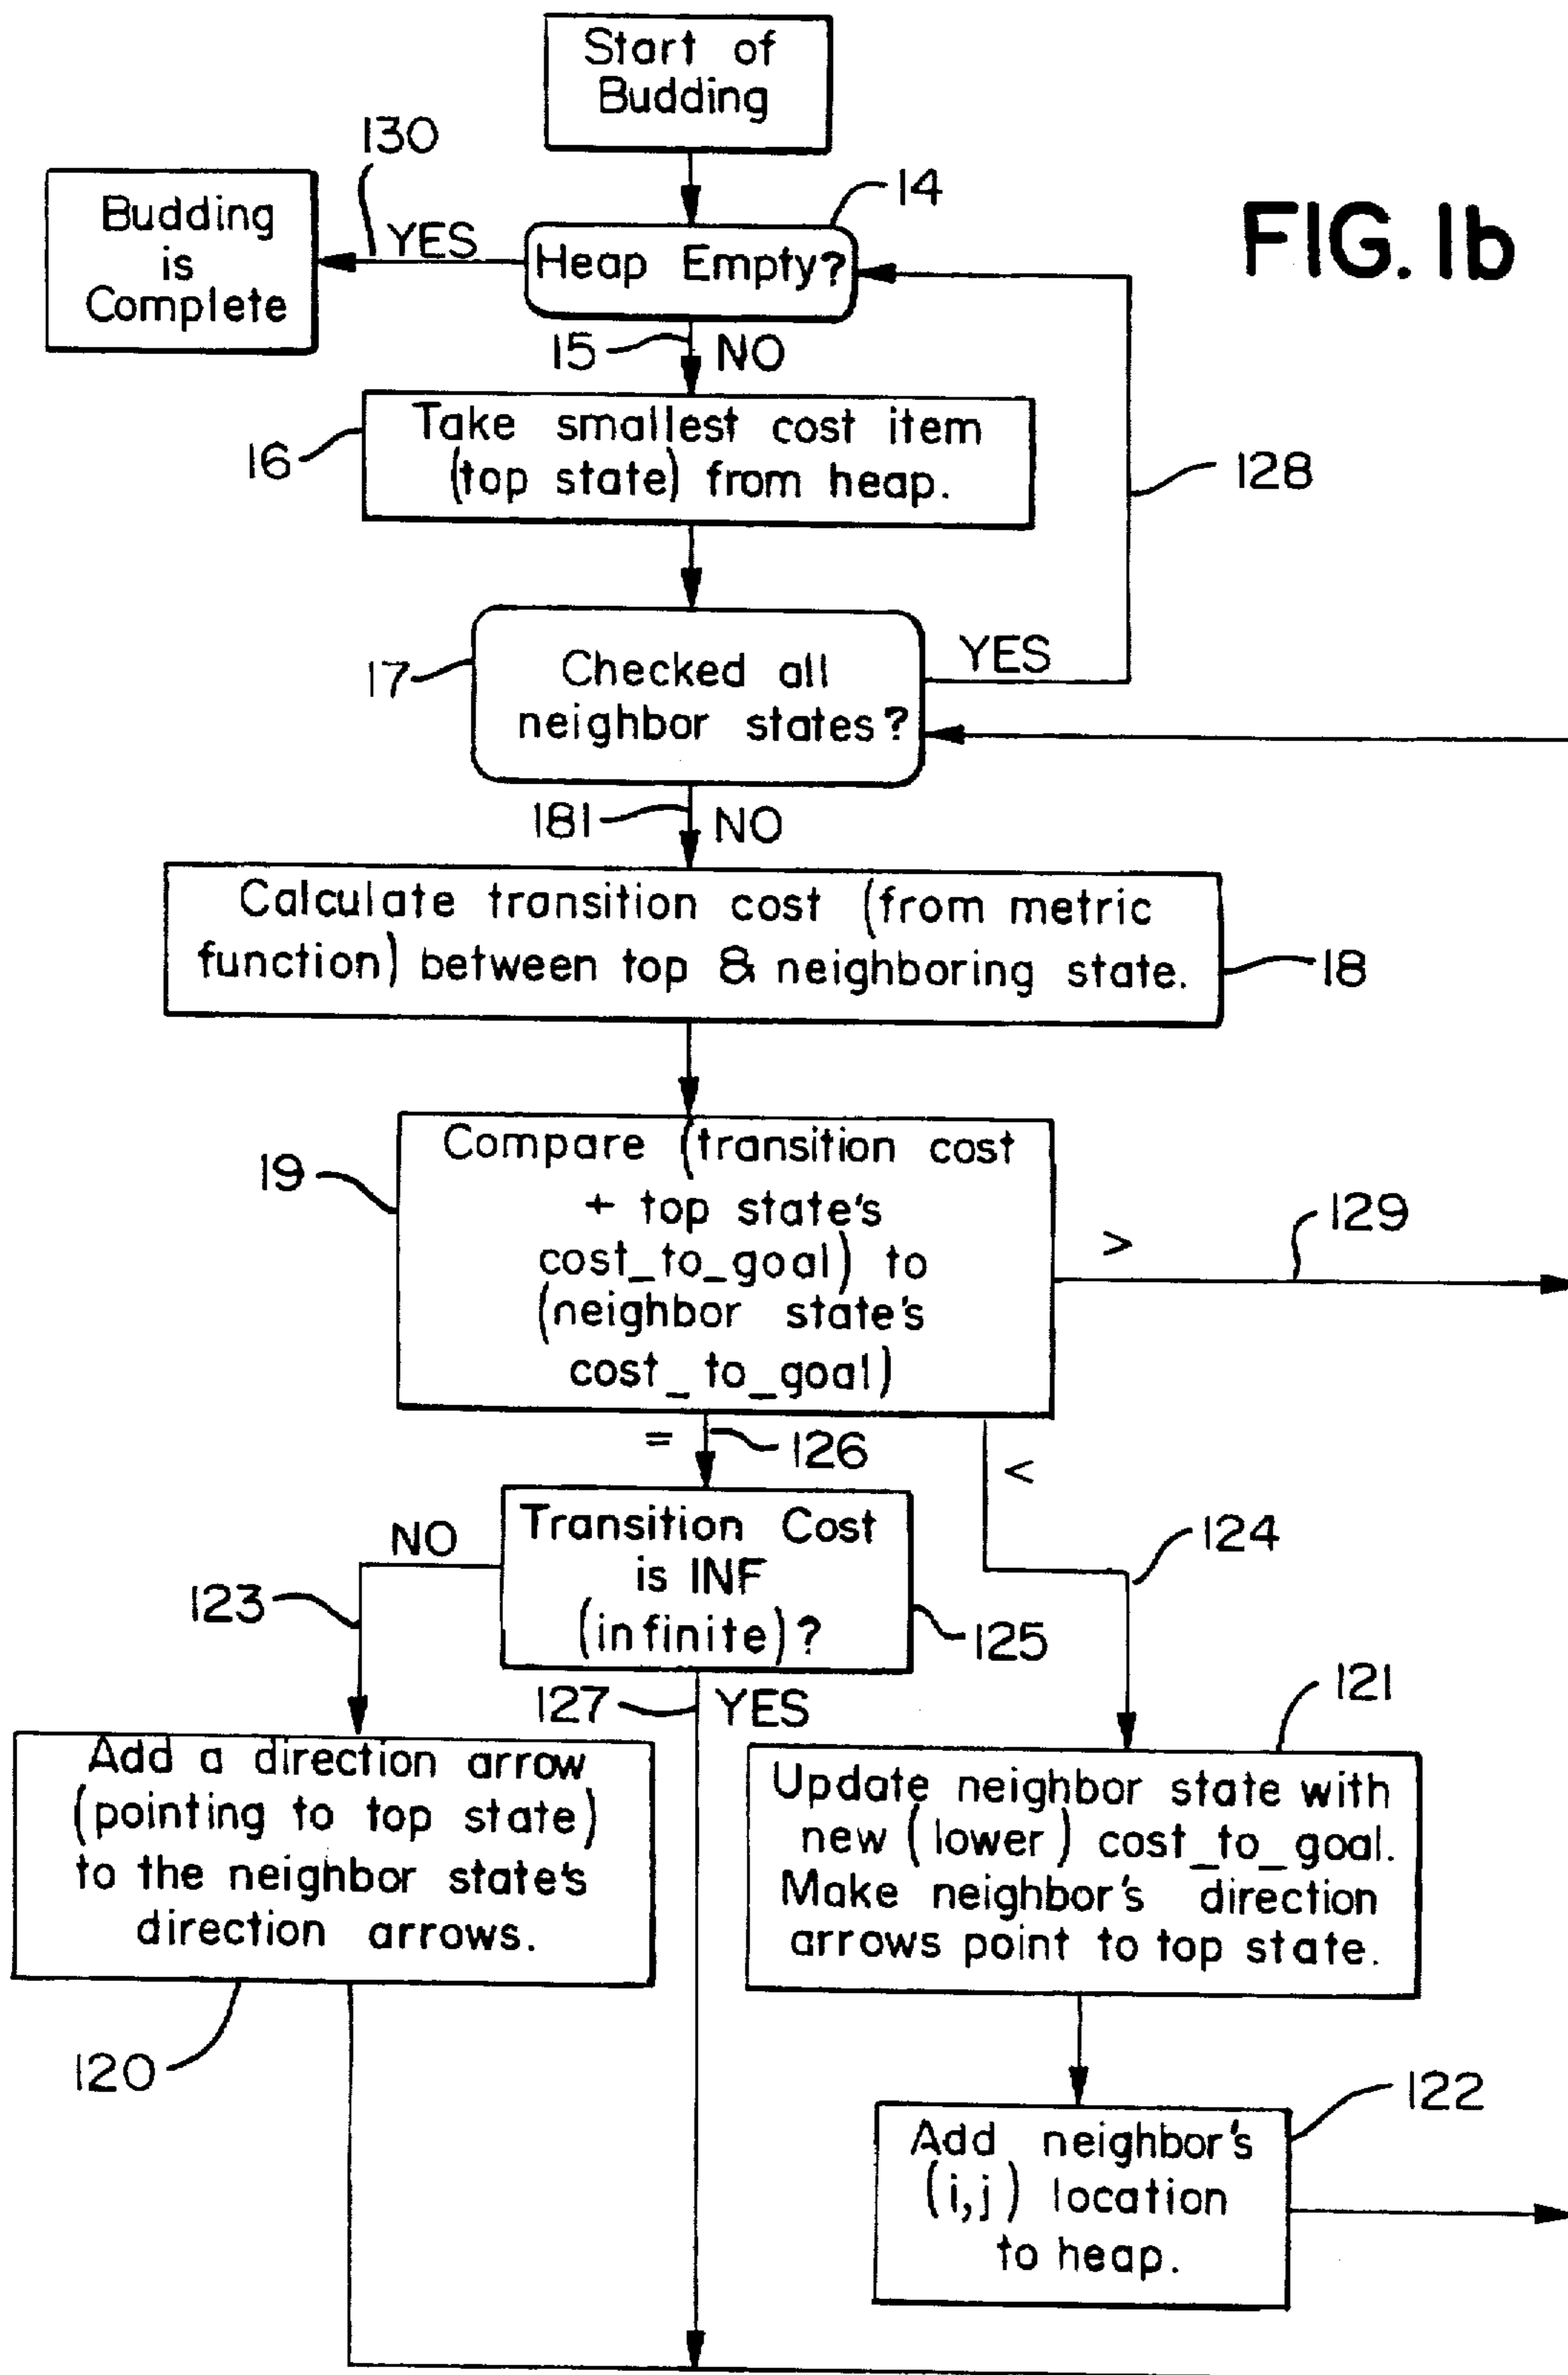 Start of
Budding
130
14
FIG. 1b
Budding
is
Complete
YES
Heap Empty?
15
NO
16
Take smallest cost item
(top state) from heap.
128
17
Checked all
neighbor states?
YES
181
NO
Calculate transition cost (from metric
function) between top & neighboring state.
18
19
Compare (transition cost
+ top state's
cost_to_goal) to
(neighbor state's
cost_to_goal)
>
129
=
126
<
124
NO
Transition Cost
is INF
(infinite)?
123
125
127
YES
121
Add a direction arrow
(pointing to top state)
to the neighbor state's
direction arrows.
Update neighbor state with
new (lower) cost_to_goal.
Make neighbor's direction
arrows point to top state.
120
122
Add neighbor's
(i,j) location
to heap.